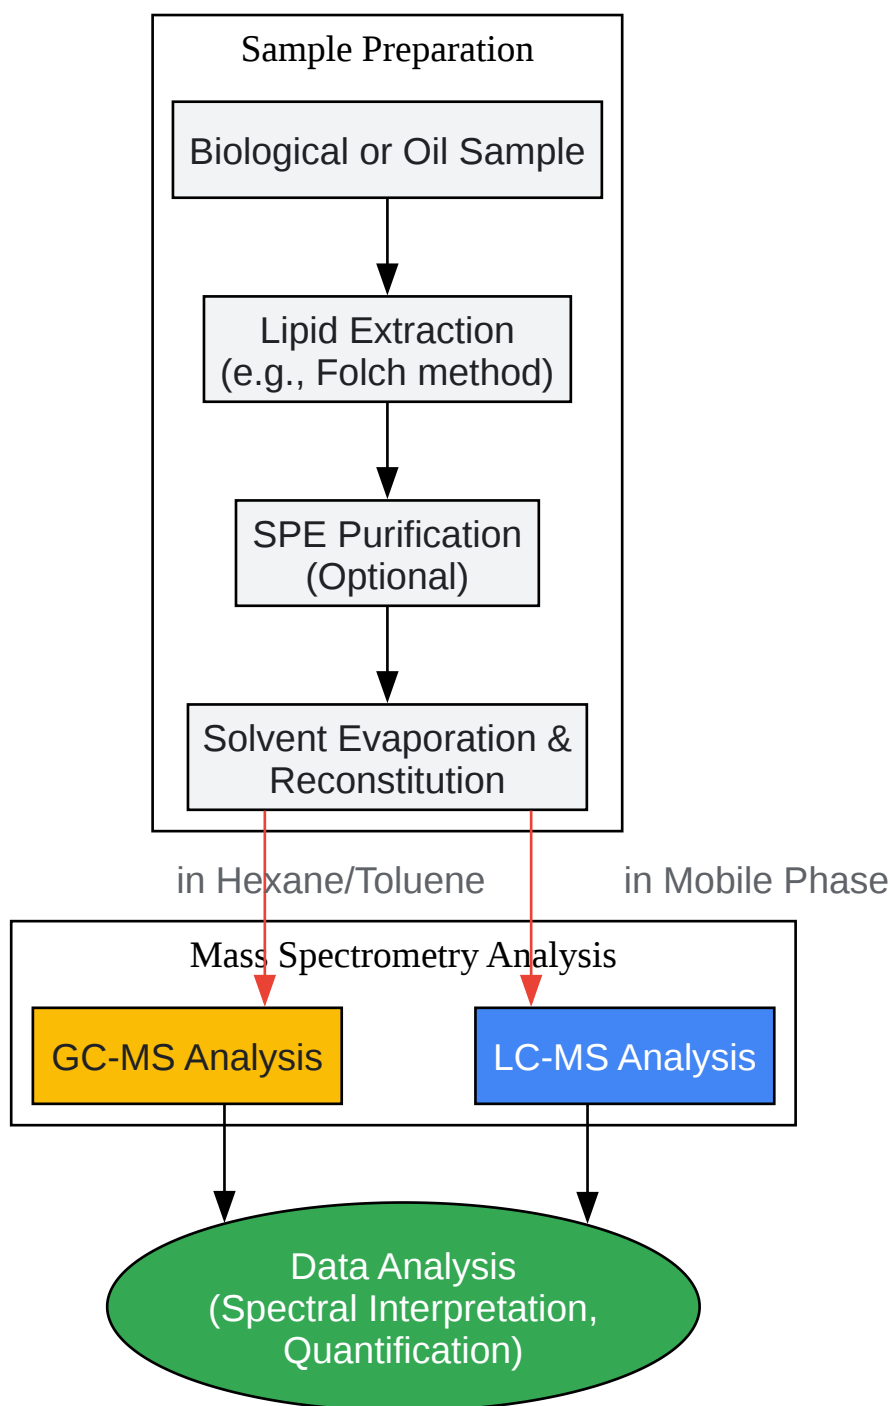 Sample Preparation
Biological or Oil Sample
Lipid Extraction
(e.g., Folch method)
SPE Purification
(Optional)
Solvent Evaporation &
Reconstitution
in Hexane/Toluene
in Mobile Phase
Mass Spectrometry Analysis
GC-MS Analysis
LC-MS Analysis
Data Analysis
(Spectral Interpretation,
Quantification)